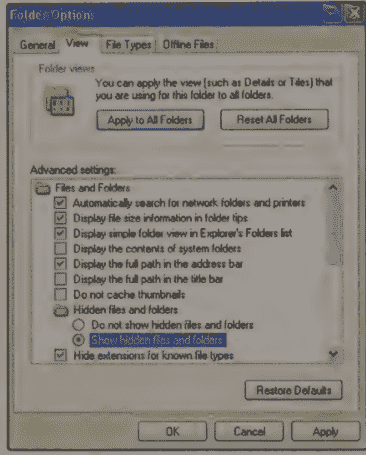 Folder Options
General View File Types Offline Files
Folder views
You can apply the view (such as Details or Tiles) that
you are using for this folder to all folders.
Apply to All Folders Reset All Folders
Advanced settings:
Files and Folders
Automatically search for network folders and printers
Display file size information in folder tips
Display simple folder view in Explorer's Folders list
Display the contents of system folders
Display the full path in the address bar
Display the full path in the title bar
Do not cache thumbnails
Hidden files and folders
Do not show hidden files and folders
Show hidden files and folders
Hide extensions for known file types
Restore Defaults
OK Cancel Apply